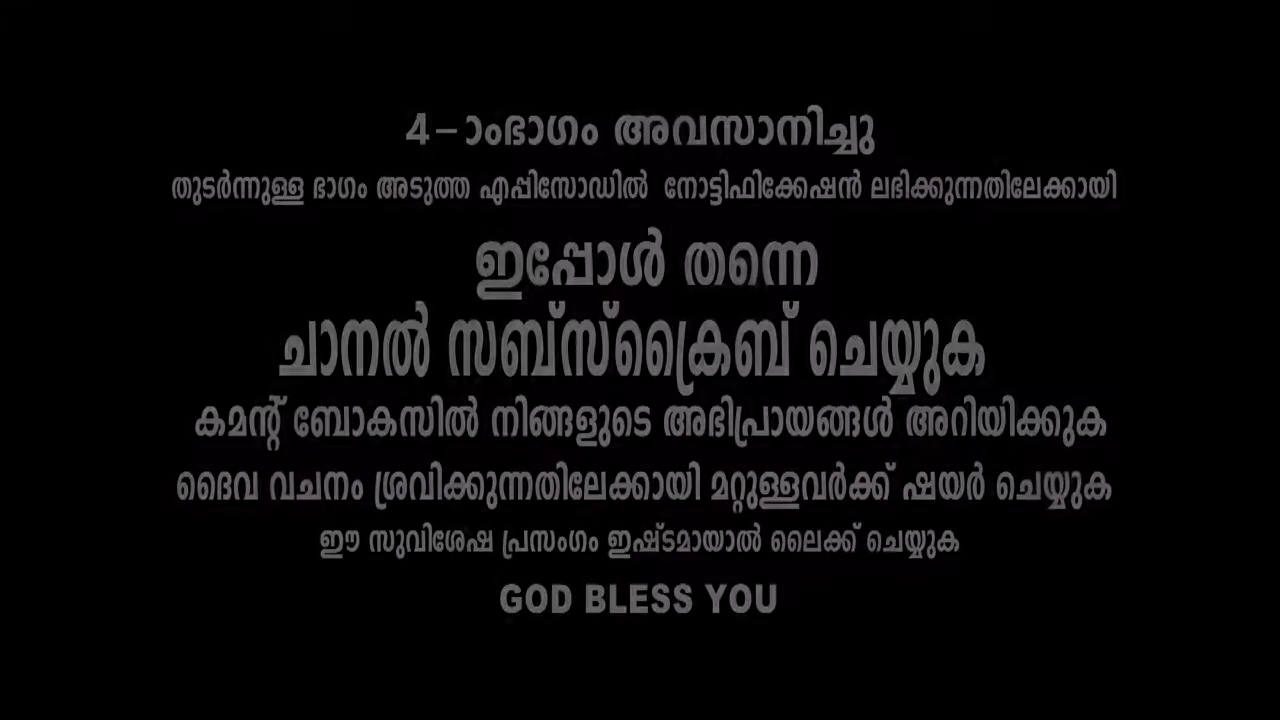 4-ാംഭാഗം അവസാനിച്ചു
തുടർന്നുള്ള ഭാഗം അടുത്ത എപ്പിസോഡിൽ നോട്ടിഫിക്കേഷൻ ലഭിക്കുന്നതിലേക്കായി
ഇപ്പോൾ തന്നെ
ചാനൽ സബ്സ്ക്രൈബ് ചെയ്യുക
കമന്റ് ബോകസിൽ നിങ്ങളുടെ അഭിപ്രായങ്ങൾ അറിയിക്കുക
ദൈവ വചനം ശ്രവിക്കുന്നതിലേക്കായി മറ്റുള്ളവർക്ക് ഷയർ ചെയ്യുക
ഈ സുവിശേഷ പ്രസംഗം ഇഷ്ടമായാൽ ലൈക്ക് ചെയ്യുക
GOD BLESS YOU